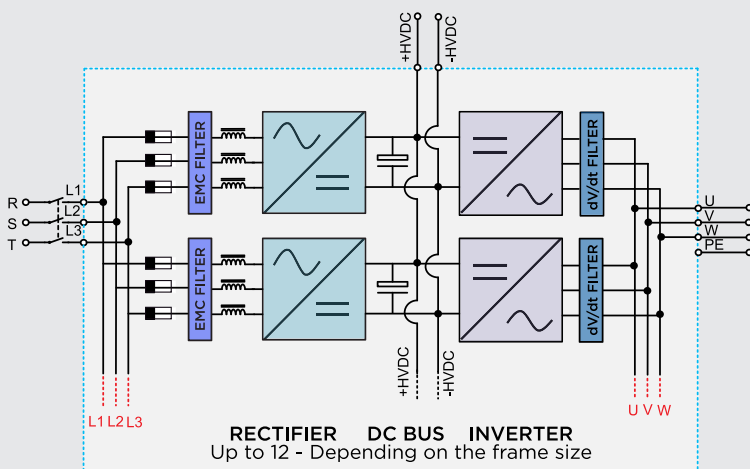 +HVDC
-HVDC
EMC FILTER
dV/dt FILTER
R
L1
S
L2
T
L3
U
V
W
PE
EMC FILTER
dV/dt FILTER
+HVDC
-HVDC
L1 L2 L3
U V W
RECTIFIER DC BUS INVERTER
Up to 12 - Depending on the frame size